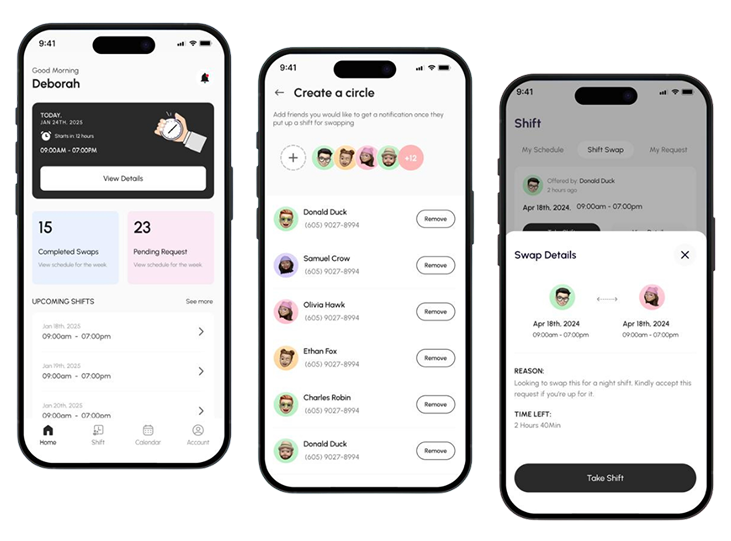 9:41
Good Morning
Deborah
TODAY,
JAN 24TH, 2025
Starts in 12 hours
09:00AM - 07:00PM
View Details
15
Completed Swaps
View schedule for the week
23
Pending Request
View schedule for the week
UPCOMING SHIFTS
See more
Jan 18th, 2025
09:00am - 07:00pm
Jan 19th, 2025
09:00am - 07:00pm
Jan 20th, 2025
09:00am - 07:00pm
Home
Shift
Calendar
Account
9:41
Create a circle
Add friends you would like to get a notification once they
put up a shift for swapping
+12
Donald Duck
(605) 9027-8994
Remove
Samuel Crow
(605) 9027-8994
Remove
Olivia Hawk
(605) 9027-8994
Remove
Ethan Fox
(605) 9027-8994
Remove
Charles Robin
(605) 9027-8994
Remove
Donald Duck
(605) 9027-8994
Remove
9:41
Shift
My Schedule
Shift Swap
My Request
Offered by: Donald Duck
2 hours ago
Apr 18th, 2024, 09:00am - 07:00pm
Swap Details
Apr 18th, 2024
09:00am - 07:00pm
Apr 18th, 2024
09:00am - 07:00pm
REASON:
Looking to swap this for a night shift. Kindly accept this
request if you're up for it.
TIME LEFT:
2 Hours 40Min
Take Shift